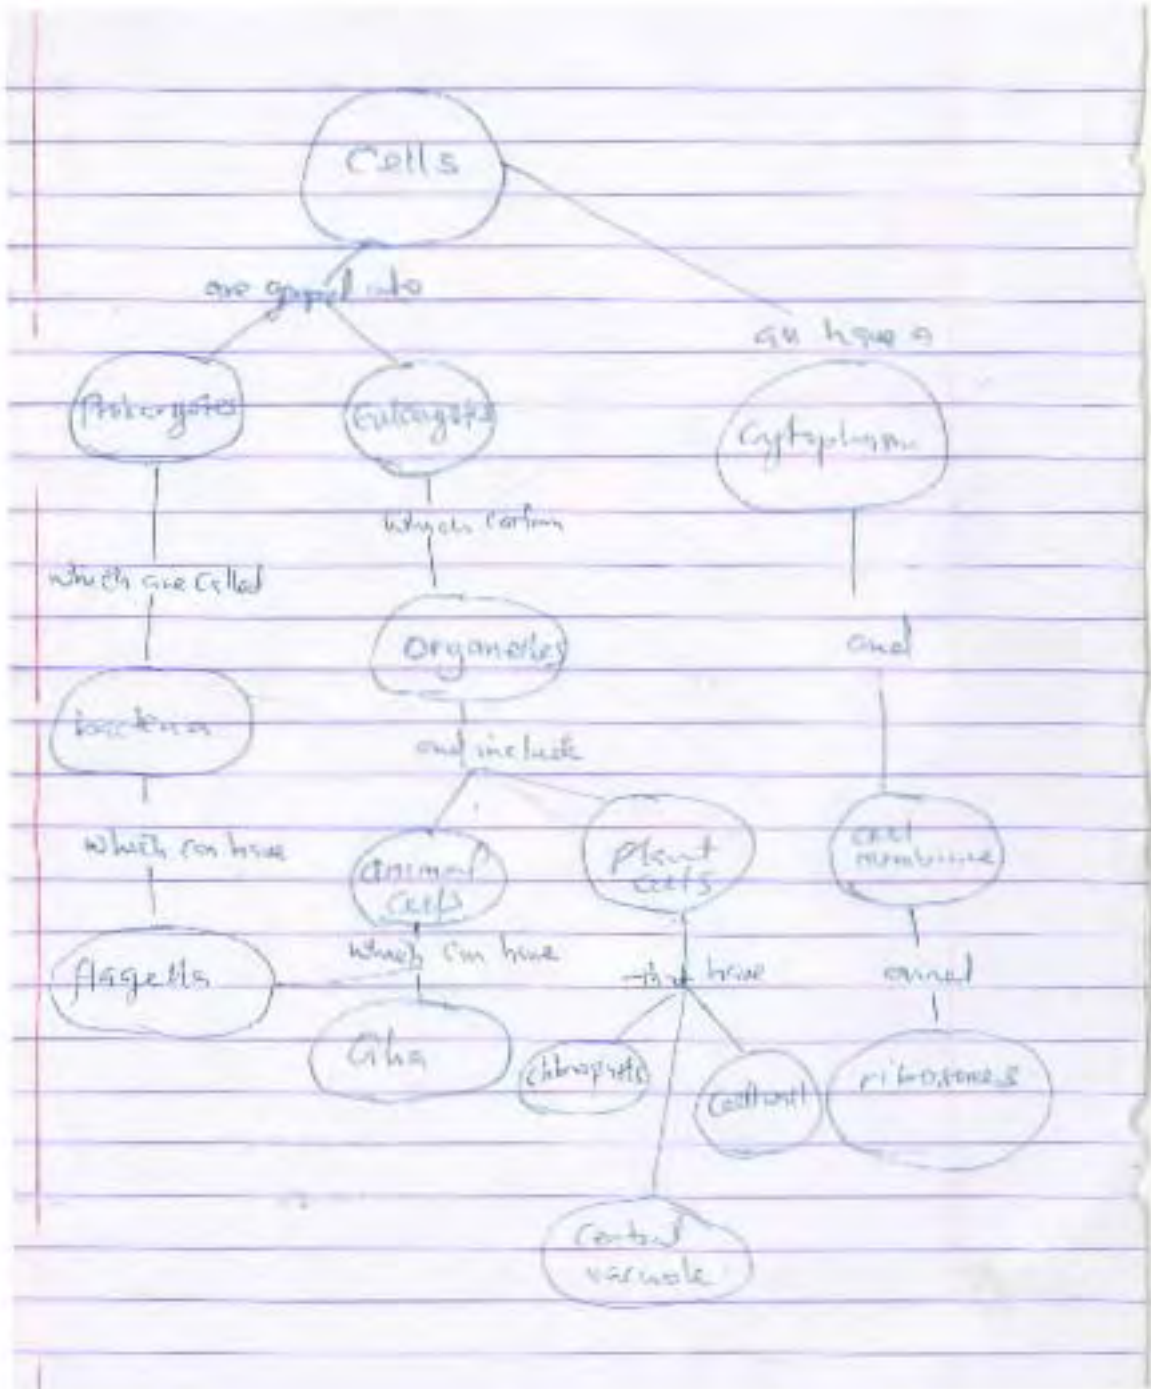 Cells
are grouped into
all have a
Prokaryotes
Eukaryots
Cytoplasm
which contain
which are called
Organelles
and
bacteria
and include
which can have
animal
cells
Plant
cells
cell
membrane
flagella
which can have
that have
and
Cilia
chloroplsts
cell wall
ribosomes
Central
vacuole